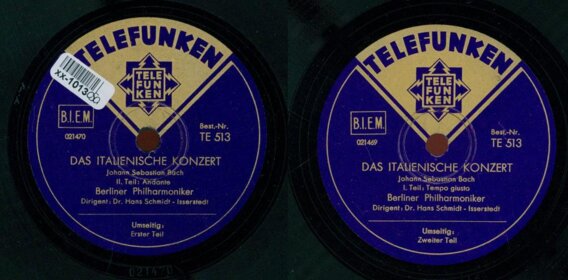 TELEFUNKEN
TELE
FUN
KEN
B.I.E.M.
021470
Best.-Nr.
TE 513
DAS ITALIENISCHE KONZERT
Johann Sebastian Bach
II. Teil: Andante
Berliner Philharmoniker
Dirigent: Dr. Hans Schmidt - Isserstedt
Umseitig:
Erster Teil
021470
TELEFUNKEN
TELE
FUN
KEN
B.I.E.M.
021469
Best.-Nr.
TE 513
DAS ITALIENISCHE KONZERT
Johann Sebastian Bach
I. Teil: Tempo giusto
Berliner Philharmoniker
Dirigent: Dr. Hans Schmidt - Isserstedt
Umseitig:
Zweiter Teil